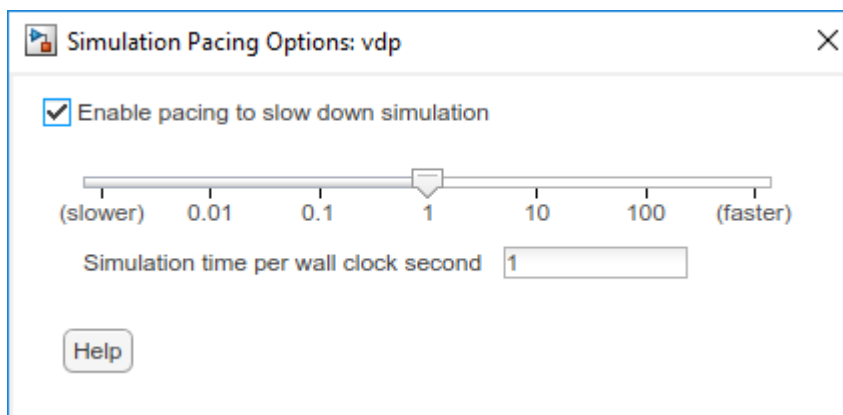 Simulation Pacing Options: vdp
Enable pacing to slow down simulation
(slower) 0.01 0.1 1 10 100 (faster)
Simulation time per wall clock second 1
Help